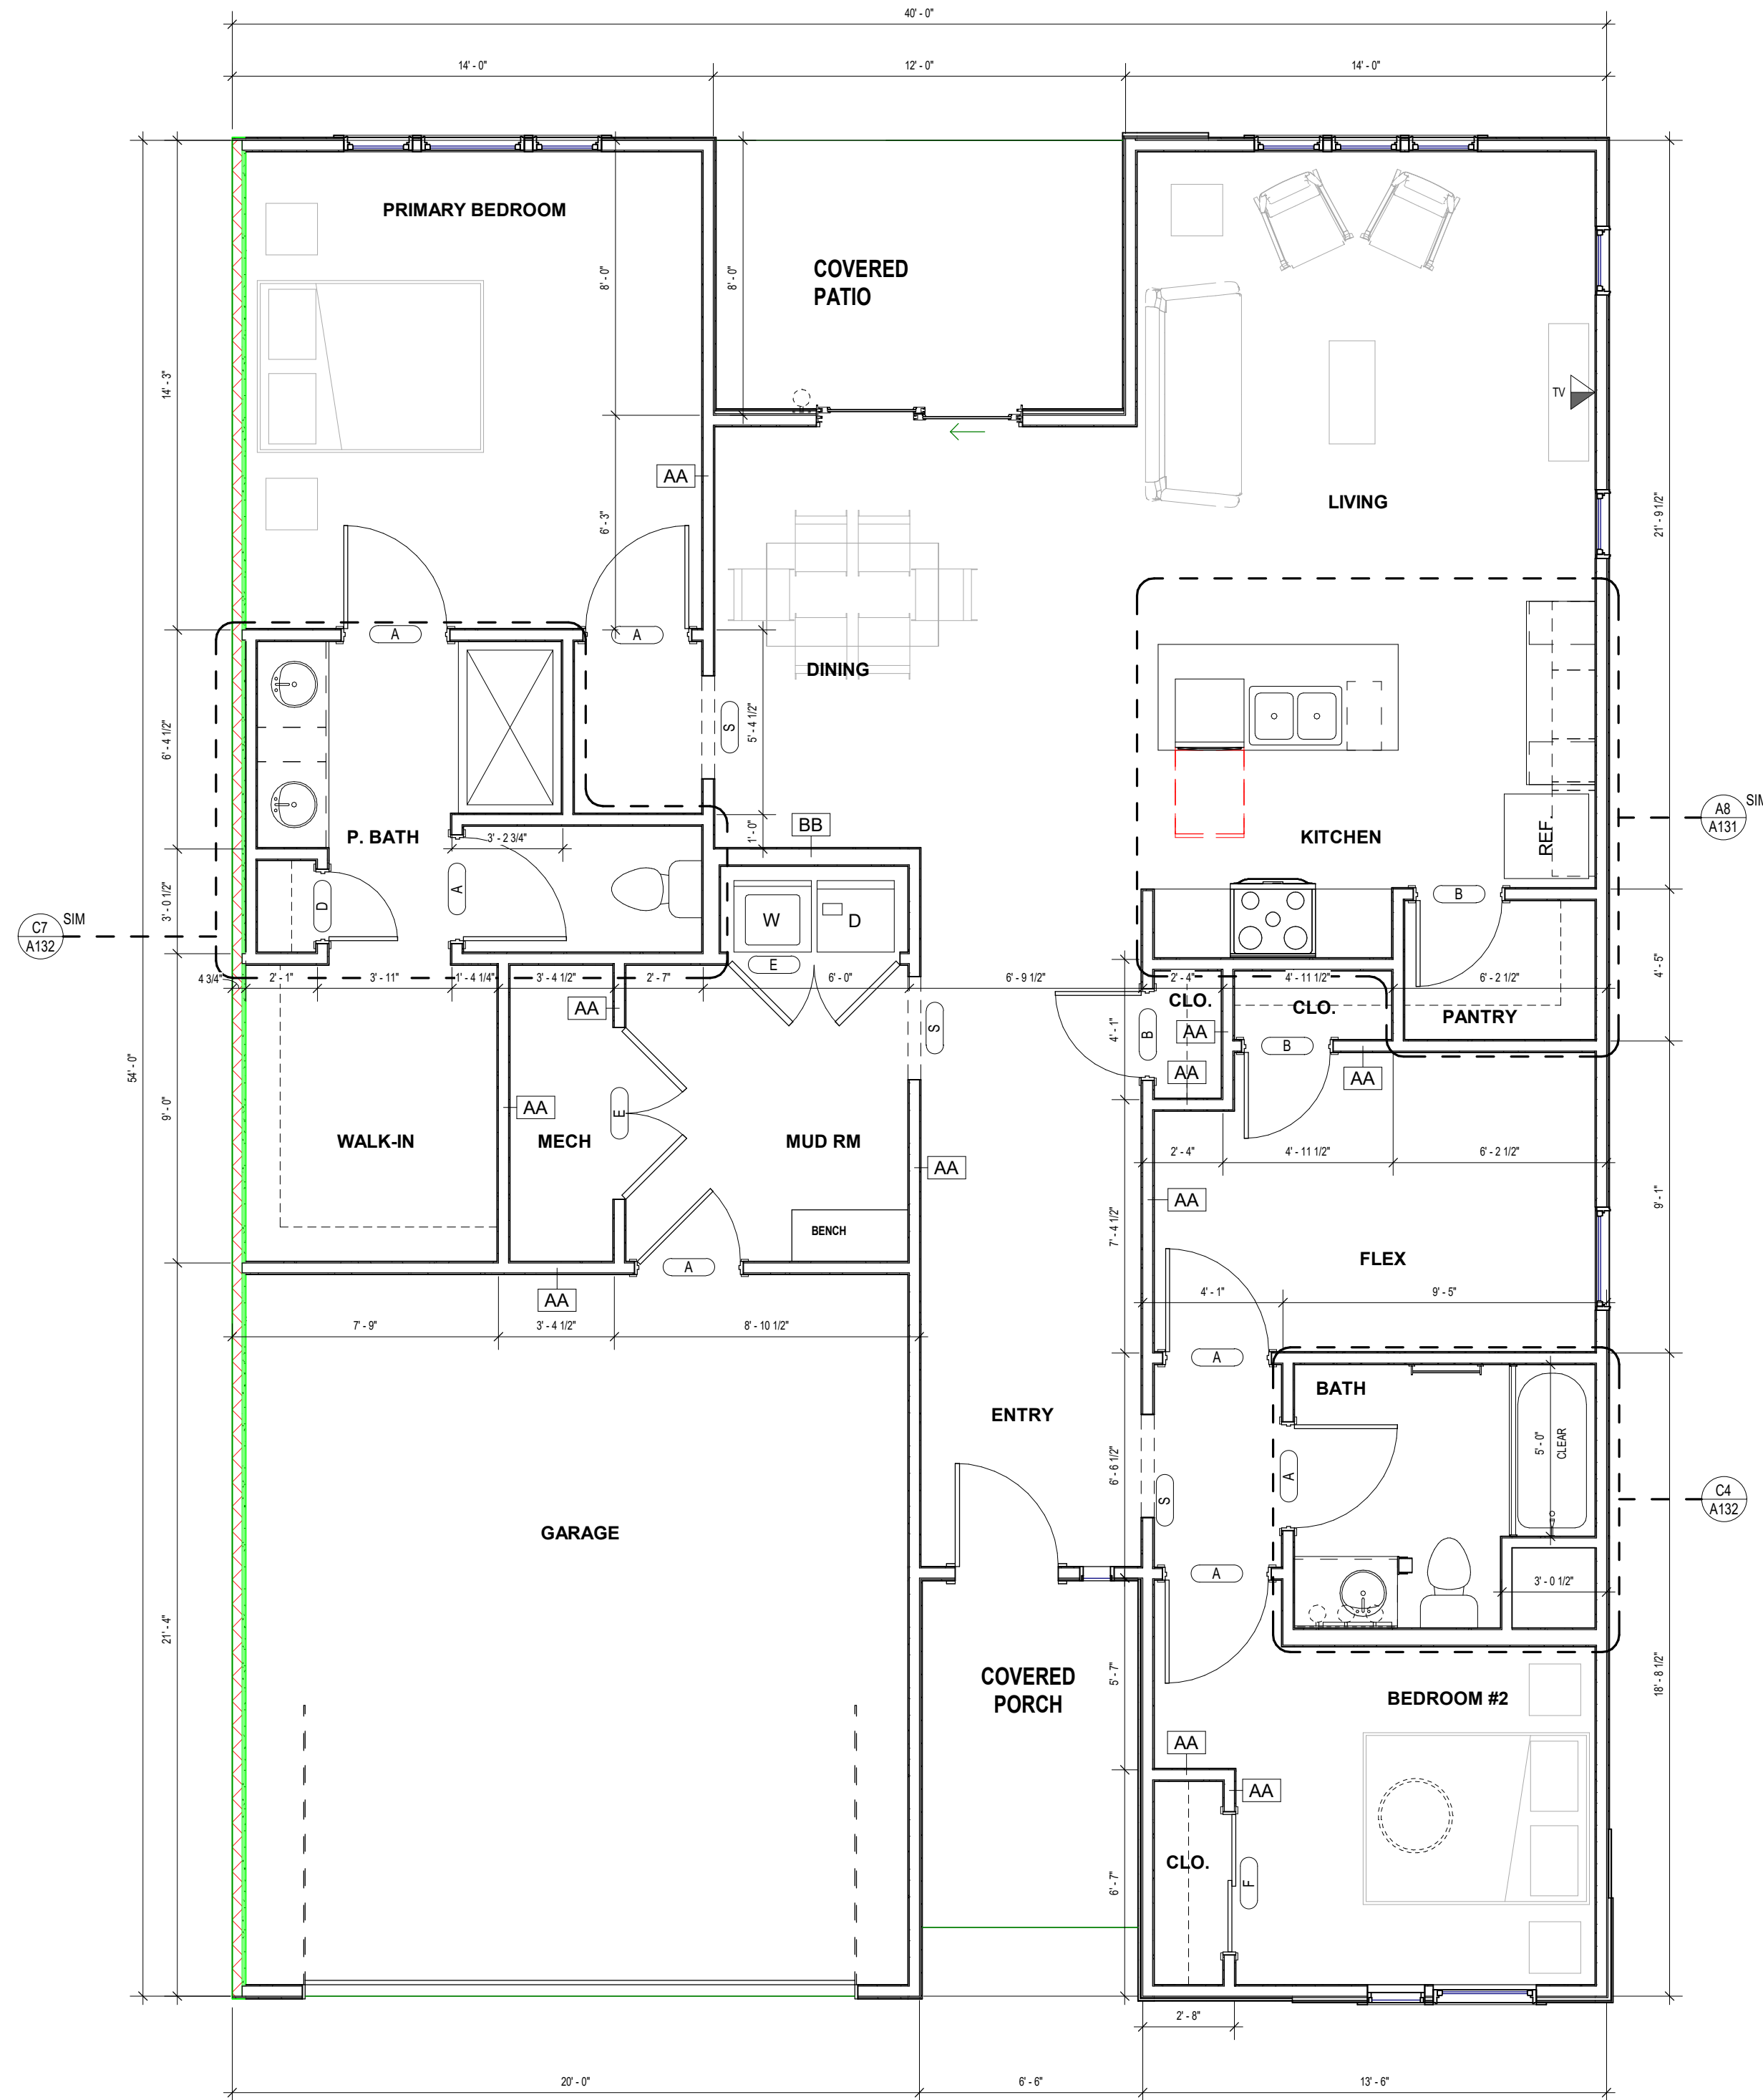 40' - 0"
14' - 0"
12' - 0"
14' - 0"
PRIMARY BEDROOM
COVERED
PATIO
8' - 0"
8' - 0"
14' - 3"
TV
LIVING
21' - 9 1/2"
AA
6' - 3"
A
A
DINING
S
5' - 4 1/2"
6' - 4 1/2"
A8
A131
SIM
P. BATH
3' - 2 3/4"
1' - 0"
BB
KITCHEN
REF.
A
D
3' - 0 1/2"
W
D
B
C7
A132
SIM
E
4' - 5"
4 3/4"
2' - 1"
3' - 11"
1' - 4 1/4"
3' - 4 1/2"
2' - 7"
6' - 0"
6' - 9 1/2"
2' - 4"
4' - 11 1/2"
6' - 2 1/2"
CLO.
CLO.
PANTRY
AA
S
B
4' - 1"
AA
B
AA
AA
54' - 0"
9' - 0"
AA
E
WALK-IN
MECH
MUD RM
AA
2' - 4"
4' - 11 1/2"
6' - 2 1/2"
AA
9' - 1"
7' - 4 1/2"
BENCH
FLEX
A
AA
4' - 1"
9' - 5"
7' - 9"
3' - 4 1/2"
8' - 10 1/2"
A
BATH
ENTRY
5' - 0"
CLEAR
6' - 6 1/2"
A
S
C4
A132
GARAGE
A
3' - 0 1/2"
21' - 4"
COVERED
PORCH
5' - 7"
18' - 8 1/2"
BEDROOM #2
AA
AA
CLO.
F
6' - 7"
2' - 8"
20' - 0"
6' - 6"
13' - 6"